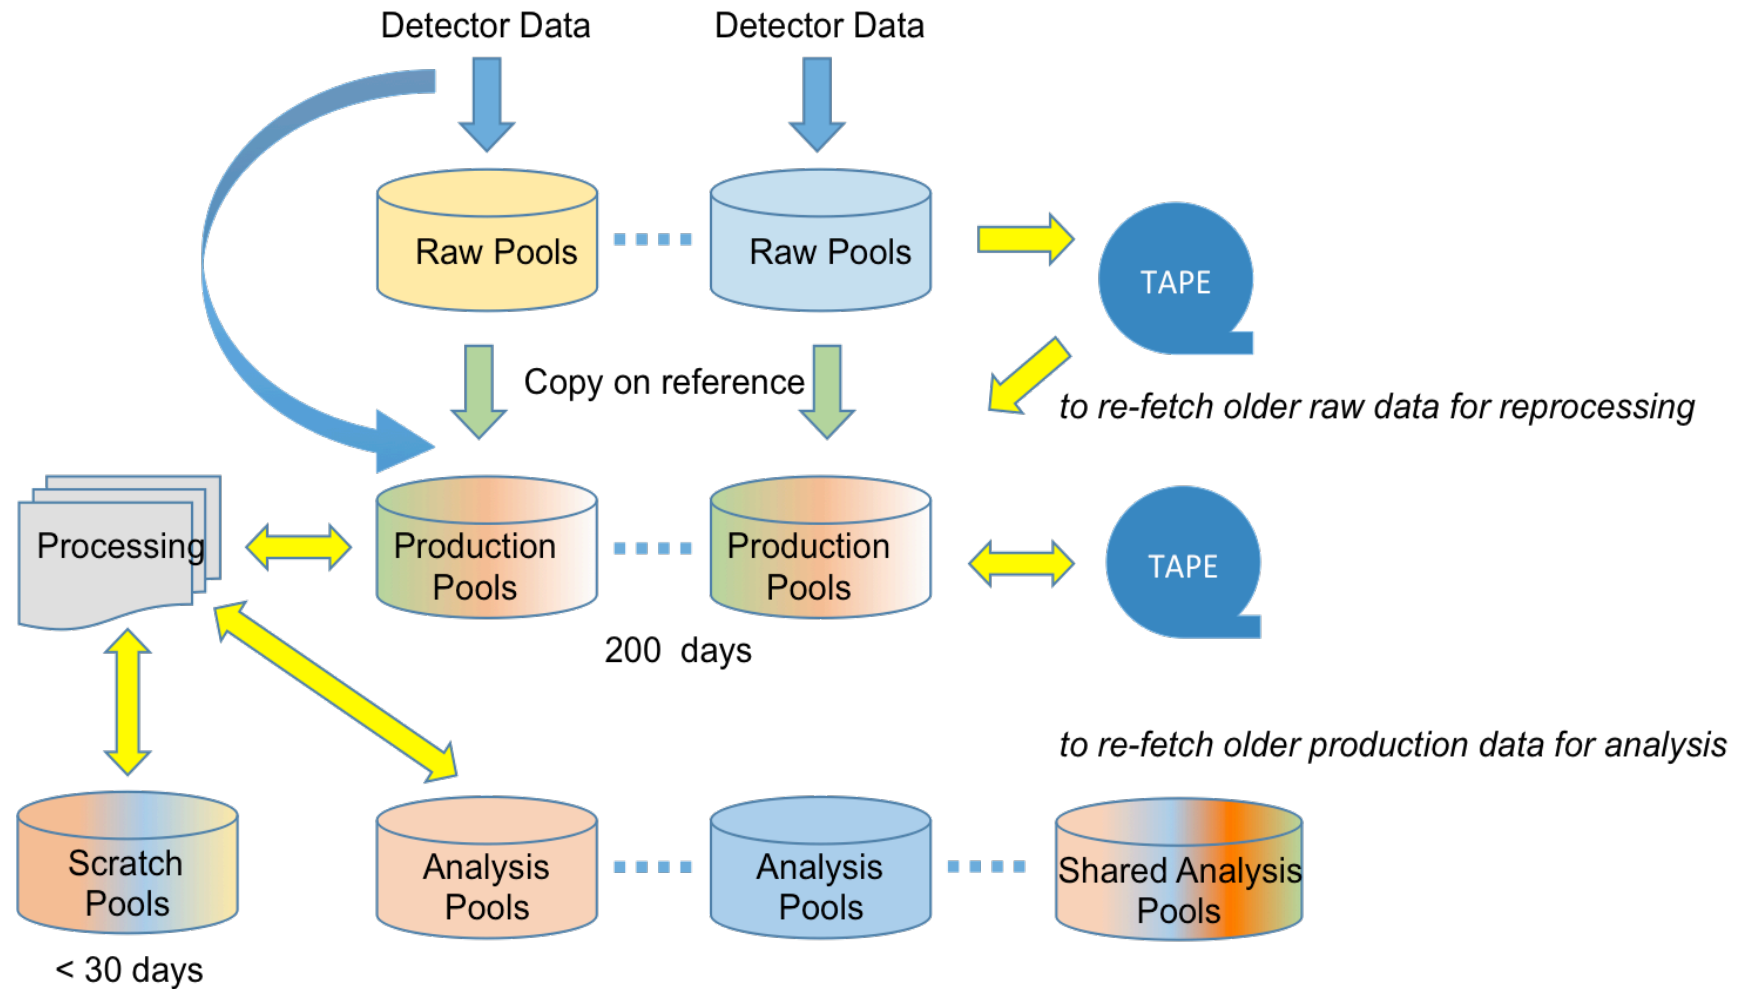 Detector Data
Detector Data
Raw Pools
Raw Pools
TAPE
Copy on reference
to re-fetch older raw data for reprocessing
Processing
Production
Pools
Production
Pools
TAPE
200 days
to re-fetch older production data for analysis
Scratch
Pools
Analysis
Pools
Analysis
Pools
Shared Analysis
Pools
< 30 days